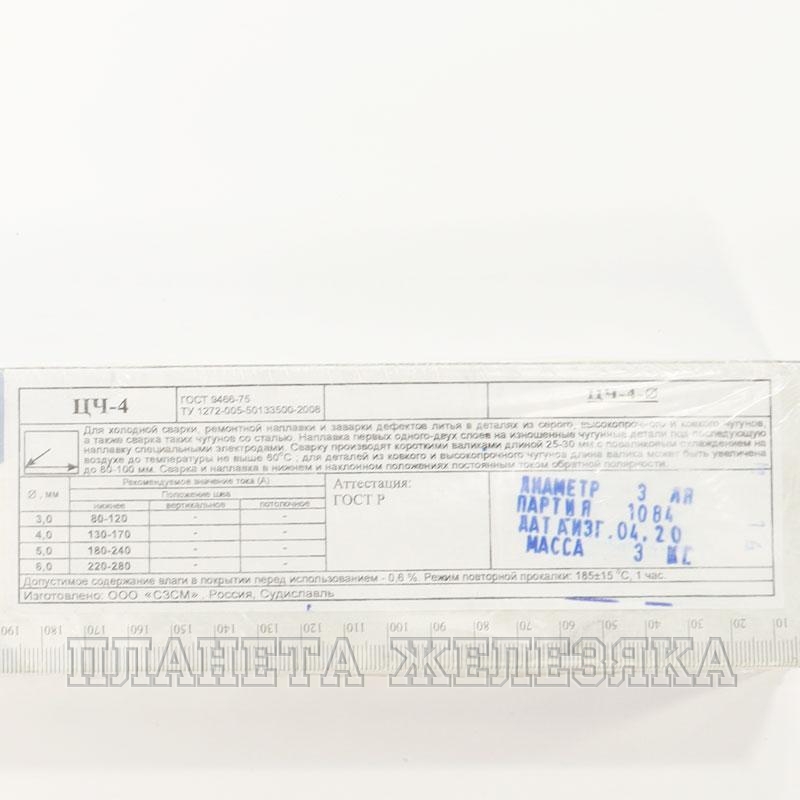 ЦЧ-4
ГОСТ 9466-75
ТУ 1272-005-50133500-2008
ЦЧ-4-∅
Для холодной сварки, ремонтной наплавки и заварки дефектов литья в деталях из серого, высокопрочного и ковкого чугунов,
а также сварка таких чугунов со сталью. Наплавка первых одного-двух слоев на изношенные чугунные детали под последующую
наплавку специальными электродами. Сварку производят короткими валиками длиной 25-30 мм с поваликовым охлаждением на
воздухе до температуры не выше 60°С , для деталей из ковкого и высокопрочного чугунов длина валика может быть увеличена
до 80-100 мм. Сварка и наплавка в нижнем и наклонном положениях постоянным током обратной полярности.
∅, мм
Рекомендуемое значение тока (А)
Положение шва
нижнее вертикальное потолочное
3,0 80-120 - -
4,0 130-170 - -
5,0 180-240 - -
6,0 220-280 - -
Аттестация:
ГОСТ Р
ДИАМЕТР 3
ПАРТИЯ 1084
ДАТА ИЗГ. 04.20
МАССА 3
Допустимое содержание влаги в покрытии перед использованием - 0,6 %. Режим повторной прокалки: 185±15 °С, 1 час.
Изготовлено: ООО «СЗСМ» , Россия, Судиславль
190 180 170 160 150 140 130 120 110 100 90 80 70 60 50 40 30 20 10
ПЛАНЕТА ЖЕЛЕЗЯКА